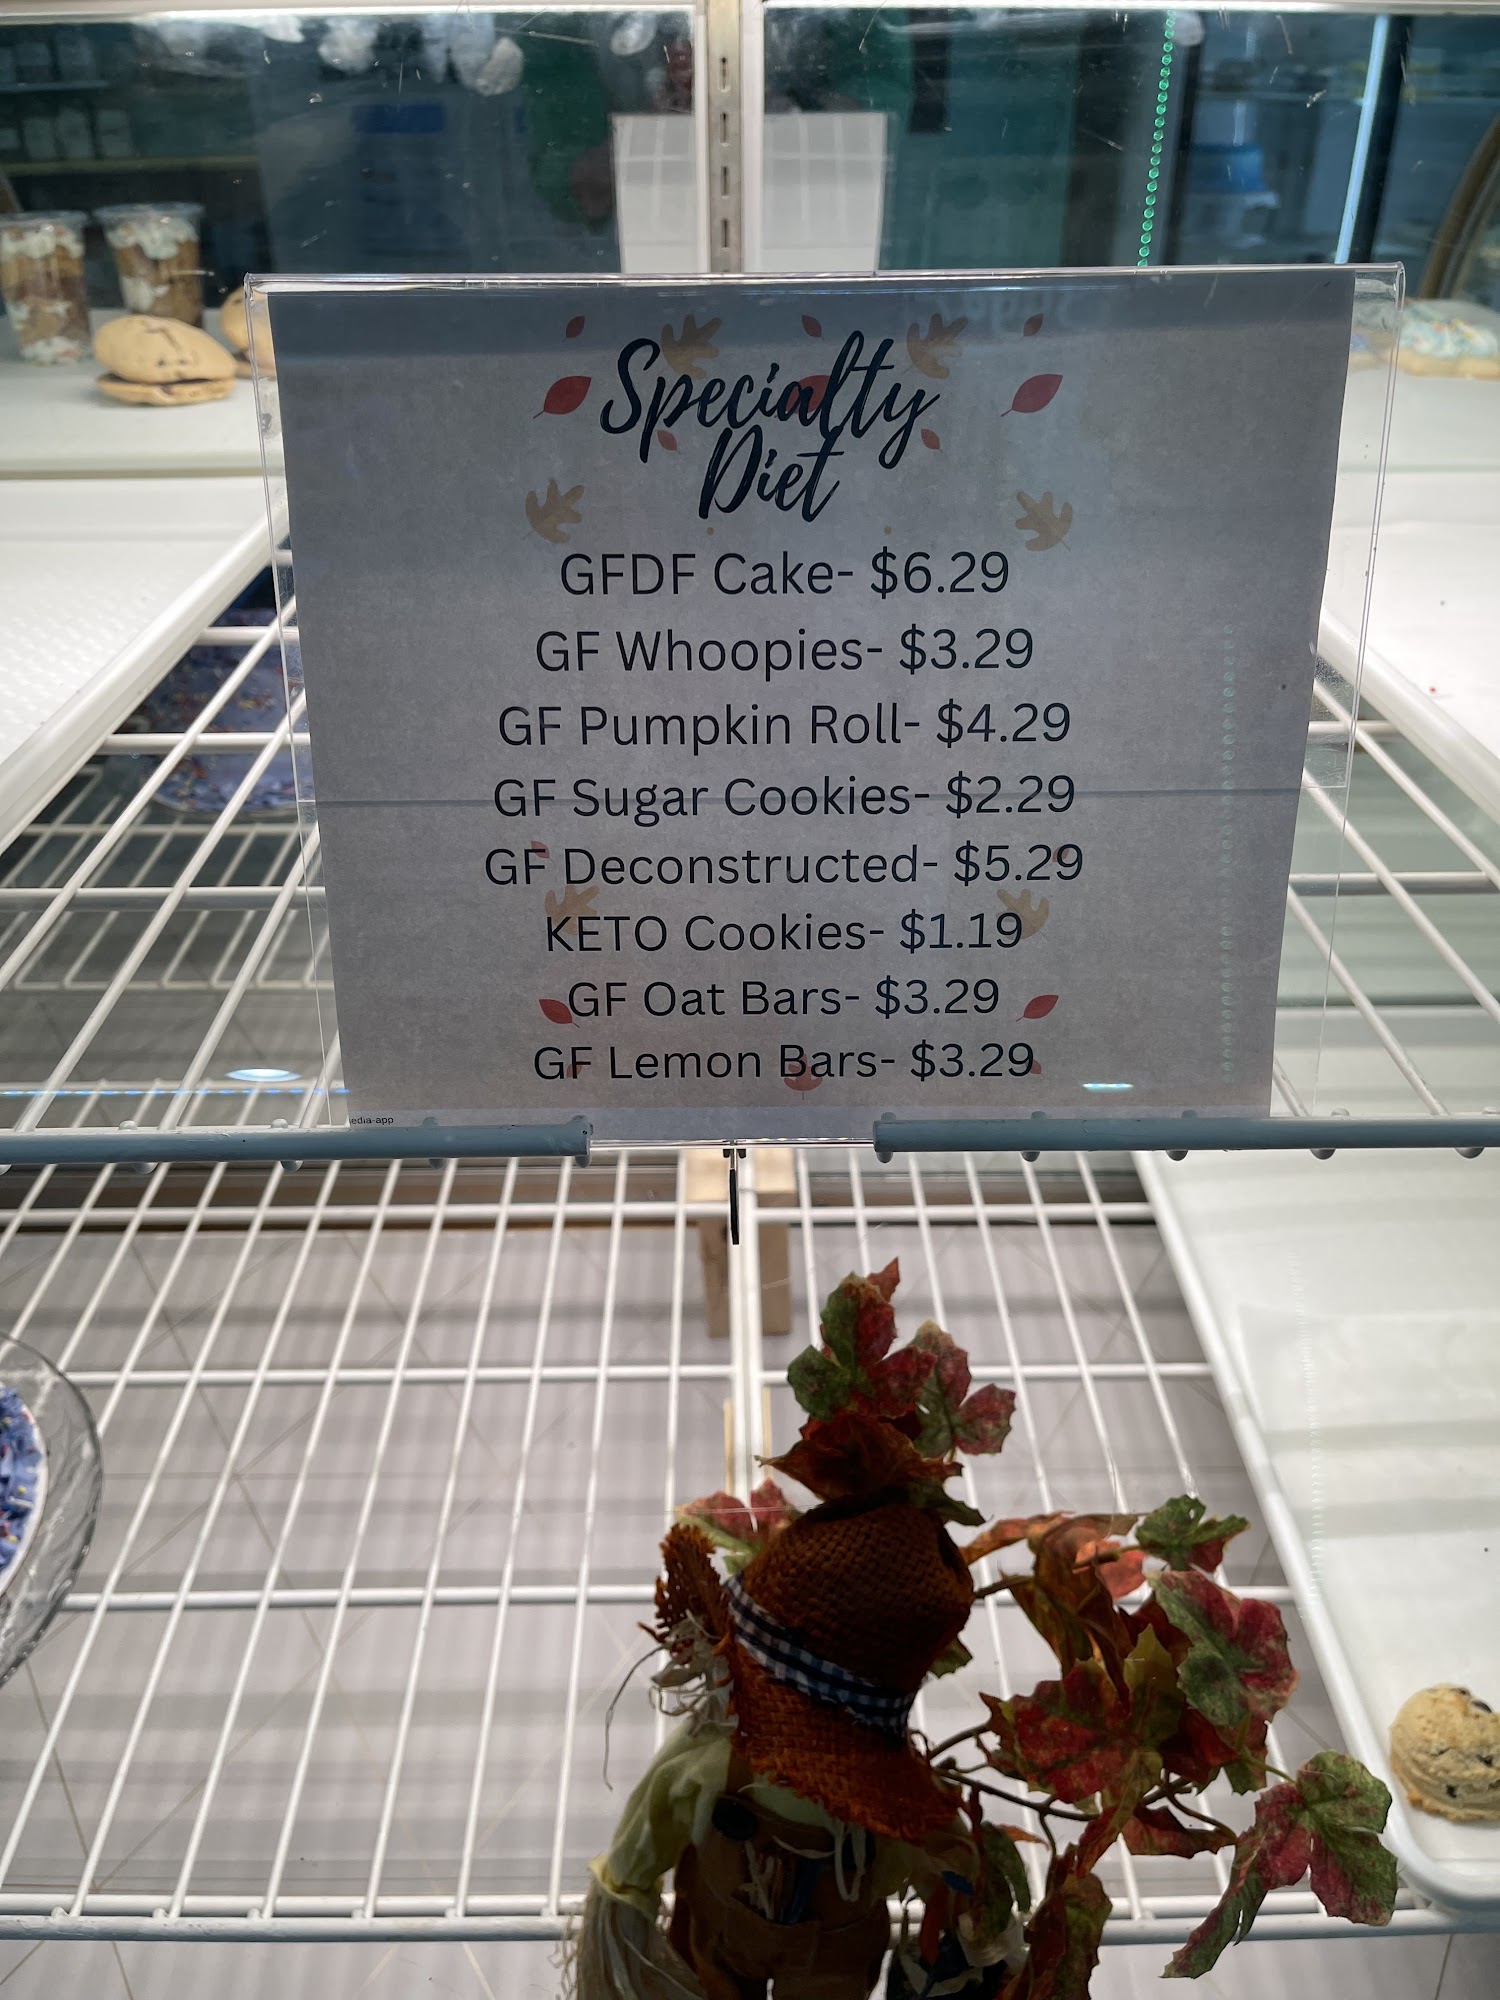 Specialty
Diet
GFDF Cake- $6.29
GF Whoopies- $3.29
GF Pumpkin Roll- $4.29
GF Sugar Cookies- $2.29
GF Deconstructed- $5.29
KETO Cookies- $1.19
GF Oat Bars- $3.29
GF Lemon Bars- $3.29
edia-app